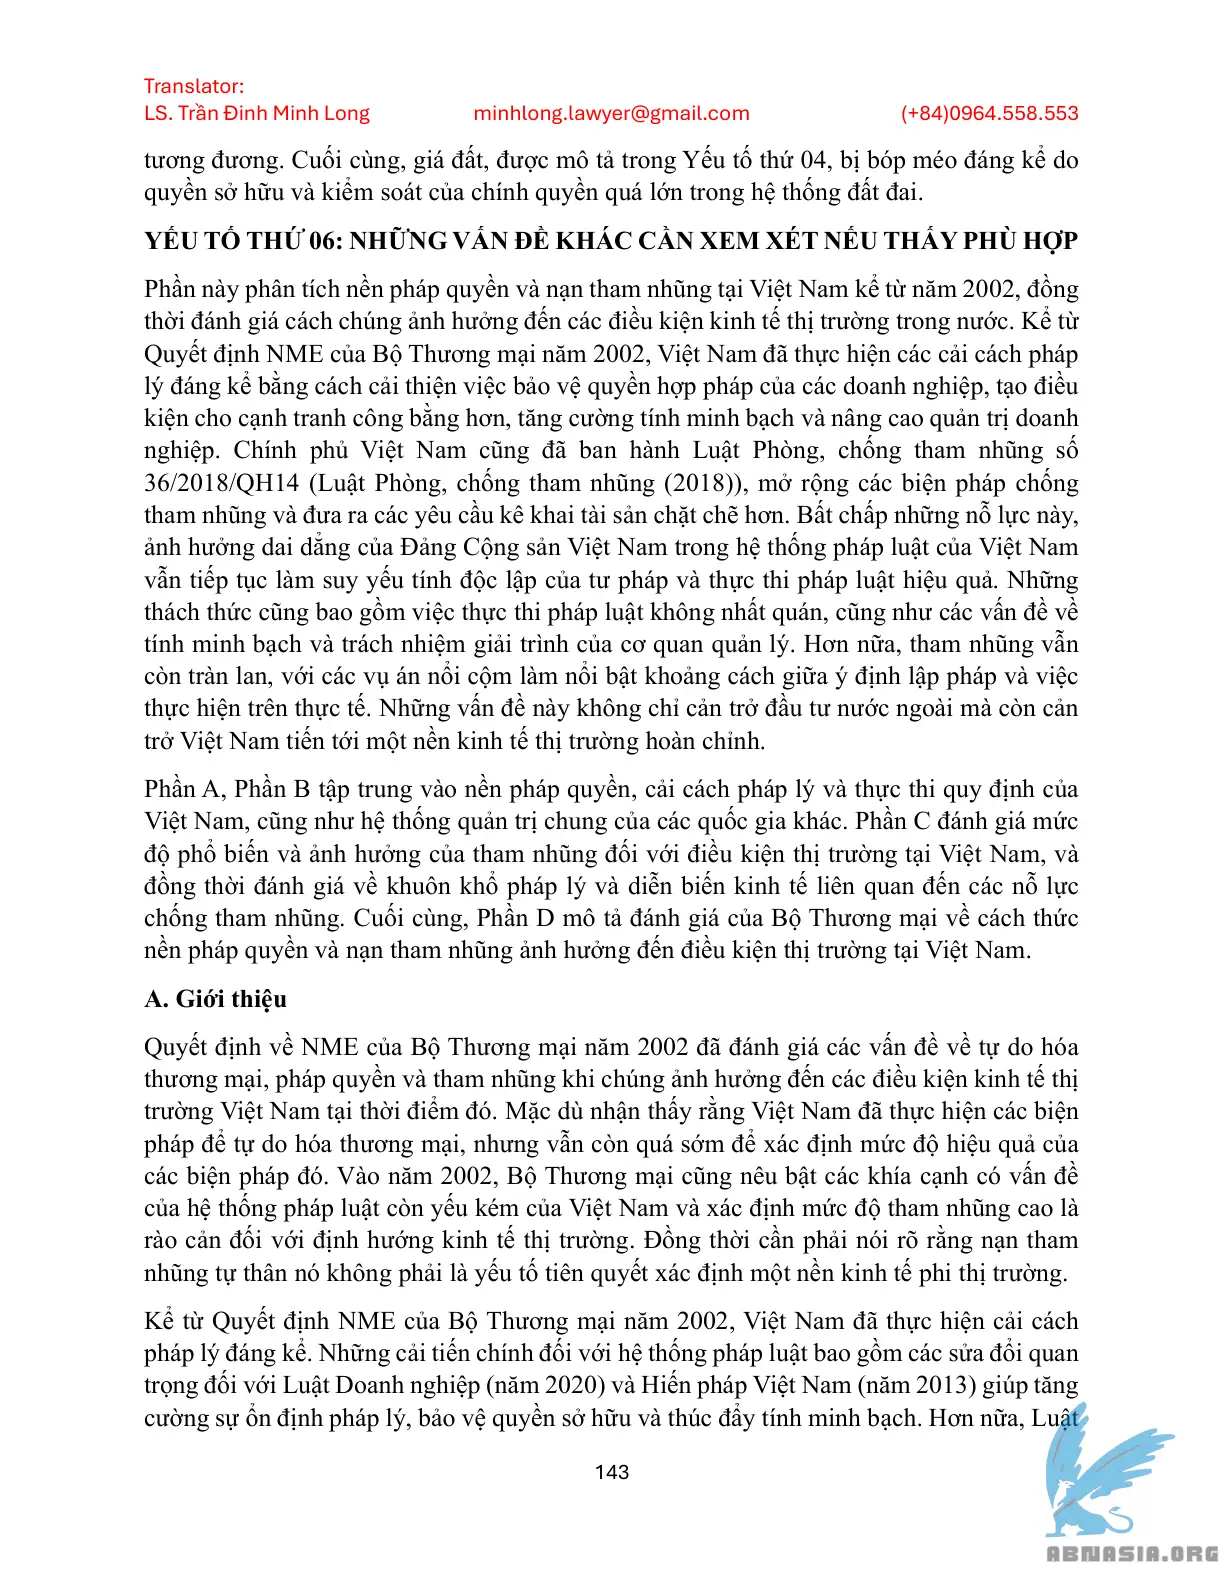 Translator:
LS. Trần Đinh Minh Long minhlong.lawyer@gmail.com (+84)0964.558.553
tương đương. Cuối cùng, giá đất, được mô tả trong Yếu tố thứ 04, bị bóp méo đáng kể do
quyền sở hữu và kiểm soát của chính quyền quá lớn trong hệ thống đất đai.
YẾU TỐ THỨ 06: NHỮNG VẤN ĐỀ KHÁC CẦN XEM XÉT NẾU THẤY PHÙ HỢP
Phần này phân tích nền pháp quyền và nạn tham nhũng tại Việt Nam kể từ năm 2002, đồng
thời đánh giá cách chúng ảnh hưởng đến các điều kiện kinh tế thị trường trong nước. Kể từ
Quyết định NME của Bộ Thương mại năm 2002, Việt Nam đã thực hiện các cải cách pháp
lý đáng kể bằng cách cải thiện việc bảo vệ quyền hợp pháp của các doanh nghiệp, tạo điều
kiện cho cạnh tranh công bằng hơn, tăng cường tính minh bạch và nâng cao quản trị doanh
nghiệp. Chính phủ Việt Nam cũng đã ban hành Luật Phòng, chống tham nhũng số
36/2018/QH14 (Luật Phòng, chống tham nhũng (2018)), mở rộng các biện pháp chống
tham nhũng và đưa ra các yêu cầu kê khai tài sản chặt chẽ hơn. Bất chấp những nỗ lực này,
ảnh hưởng dai dẳng của Đảng Cộng sản Việt Nam trong hệ thống pháp luật của Việt Nam
vẫn tiếp tục làm suy yếu tính độc lập của tư pháp và thực thi pháp luật hiệu quả. Những
thách thức cũng bao gồm việc thực thi pháp luật không nhất quán, cũng như các vấn đề về
tính minh bạch và trách nhiệm giải trình của cơ quan quản lý. Hơn nữa, tham nhũng vẫn
còn tràn lan, với các vụ án nổi cộm làm nổi bật khoảng cách giữa ý định lập pháp và việc
thực hiện trên thực tế. Những vấn đề này không chỉ cản trở đầu tư nước ngoài mà còn cản
trở Việt Nam tiến tới một nền kinh tế thị trường hoàn chỉnh.
Phần A, Phần B tập trung vào nền pháp quyền, cải cách pháp lý và thực thi quy định của
Việt Nam, cũng như hệ thống quản trị chung của các quốc gia khác. Phần C đánh giá mức
độ phổ biến và ảnh hưởng của tham nhũng đối với điều kiện thị trường tại Việt Nam, và
đồng thời đánh giá về khuôn khổ pháp lý và diễn biến kinh tế liên quan đến các nỗ lực
chống tham nhũng. Cuối cùng, Phần D mô tả đánh giá của Bộ Thương mại về cách thức
nền pháp quyền và nạn tham nhũng ảnh hưởng đến điều kiện thị trường tại Việt Nam.
A. Giới thiệu
Quyết định về NME của Bộ Thương mại năm 2002 đã đánh giá các vấn đề về tự do hóa
thương mại, pháp quyền và tham nhũng khi chúng ảnh hưởng đến các điều kiện kinh tế thị
trường Việt Nam tại thời điểm đó. Mặc dù nhận thấy rằng Việt Nam đã thực hiện các biện
pháp để tự do hóa thương mại, nhưng vẫn còn quá sớm để xác định mức độ hiệu quả của
các biện pháp đó. Vào năm 2002, Bộ Thương mại cũng nêu bật các khía cạnh có vấn đề
của hệ thống pháp luật còn yếu kém của Việt Nam và xác định mức độ tham nhũng cao là
rào cản đối với định hướng kinh tế thị trường. Đồng thời cần phải nói rõ rằng nạn tham
nhũng tự thân nó không phải là yếu tố tiên quyết xác định một nền kinh tế phi thị trường.
Kể từ Quyết định NME của Bộ Thương mại năm 2002, Việt Nam đã thực hiện cải cách
pháp lý đáng kể. Những cải tiến chính đối với hệ thống pháp luật bao gồm các sửa đổi quan
trọng đối với Luật Doanh nghiệp (năm 2020) và Hiến pháp Việt Nam (năm 2013) giúp tăng
cường sự ổn định pháp lý, bảo vệ quyền sở hữu và thúc đẩy tính minh bạch. Hơn nữa, Luật
143
ABNASIA.ORG